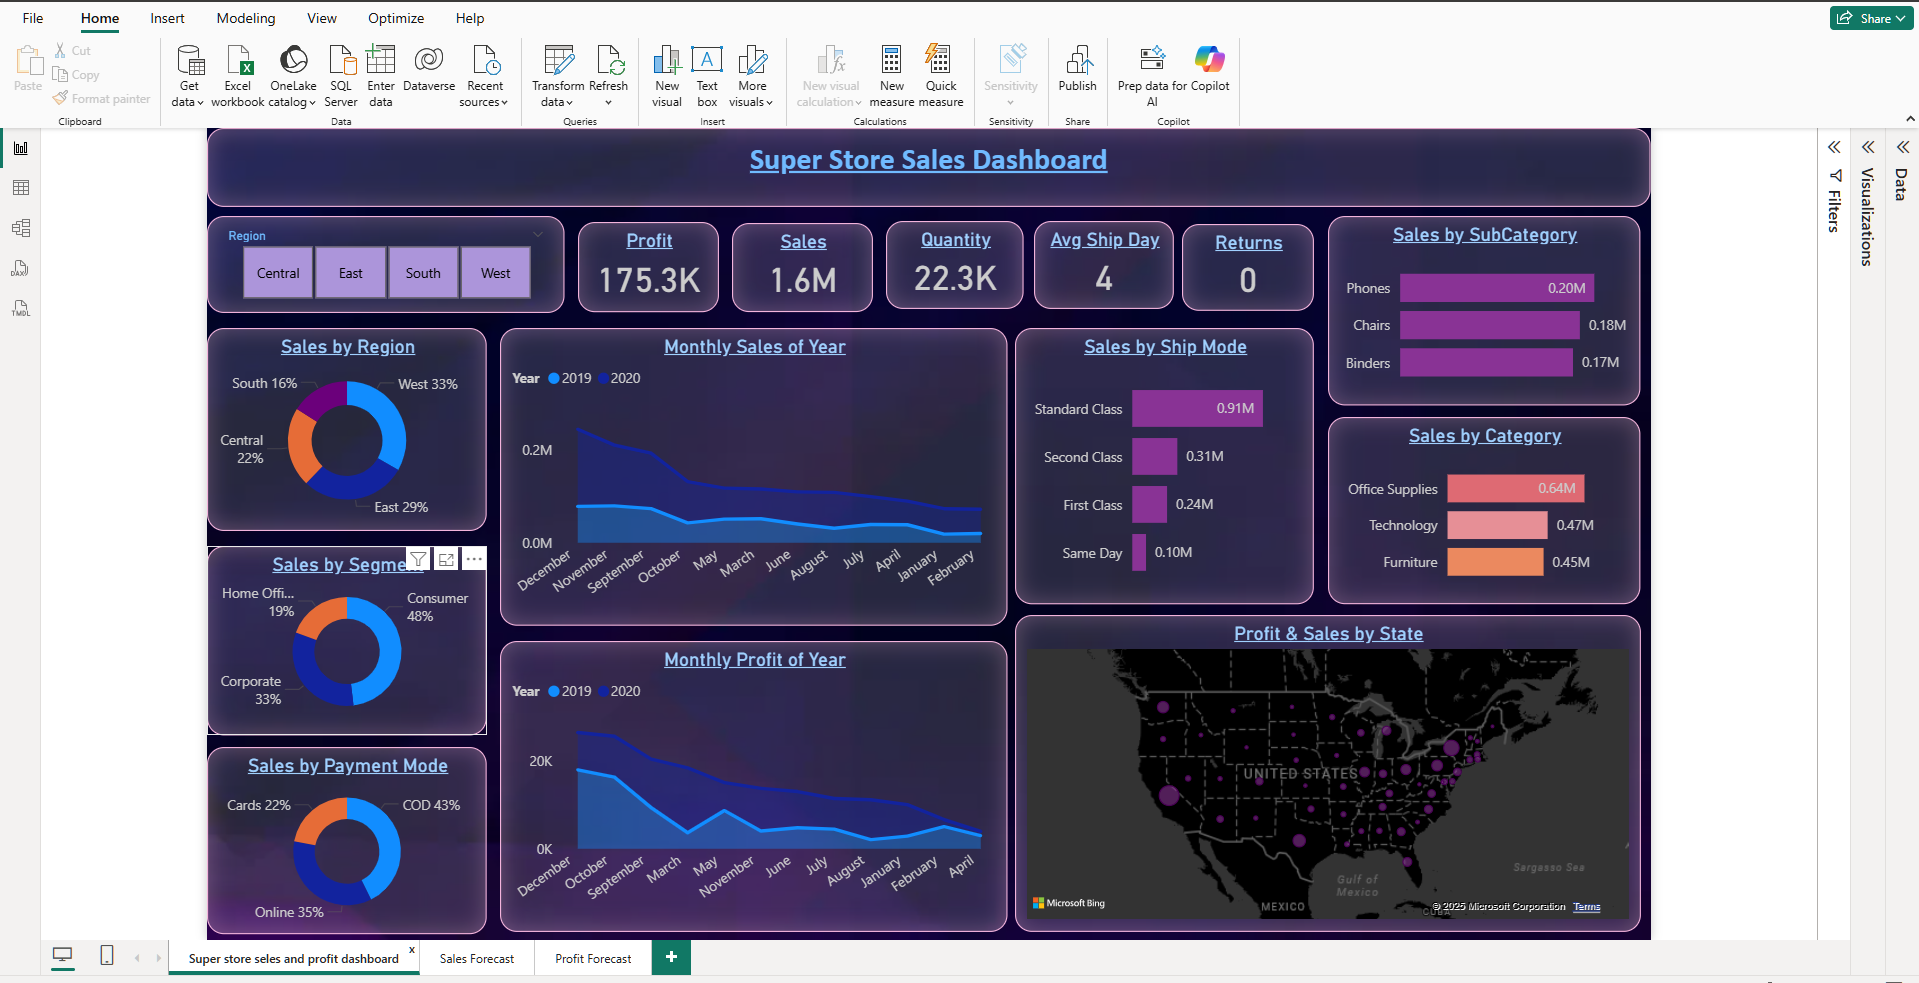 File Home Insert Modeling View Optimize Help
Share
Paste
Cut
Copy
Format painter
Clipboard
Get data
Excel workbook
OneLake catalog
SQL Server
Enter data
Dataverse
Recent sources
Data
Transform data
Refresh
Queries
New visual
Text box
More visuals
Insert
New visual calculation
New measure
Quick measure
Calculations
Sensitivity
Sensitivity
Publish
Share
Prep data for AI
Copilot
Copilot
DAX
TMDL
Super Store Sales Dashboard
Region
Central East South West
Profit
175.3K
Sales
1.6M
Quantity
22.3K
Avg Ship Day
4
Returns
0
Sales by SubCategory
Phones 0.20M
Chairs 0.18M
Binders 0.17M
Sales by Region
South 16%
West 33%
Central
22%
East 29%
Monthly Sales of Year
Year 2019 2020
0.2M
0.0M
December November September October May March June August July April January February
Sales by Ship Mode
Standard Class 0.91M
Second Class 0.31M
First Class 0.24M
Same Day 0.10M
Sales by Category
Office Supplies 0.64M
Technology 0.47M
Furniture 0.45M
Sales by Segme
Home Offi...
19%
Consumer
48%
Corporate
33%
Monthly Profit of Year
Year 2019 2020
20K
0K
December October September March May November June July August January February April
Profit & Sales by State
UNITED STATES
Sargasso Sea
Gulf of
Mexico
MEXICO
CUBA
Microsoft Bing
© 2025 Microsoft Corporation Terms
Sales by Payment Mode
Cards 22%
COD 43%
Online 35%
Filters
Visualizations
Data
Super store seles and profit dashboard x
Sales Forecast
Profit Forecast
+